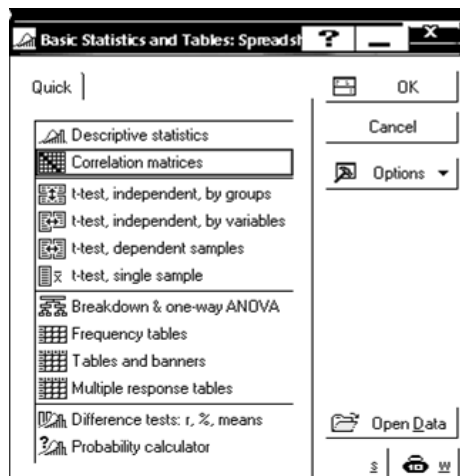 Basic Statistics and Tables: Spreadsh
?
Quick
OK
Cancel
Options
Descriptive statistics
Correlation matrices
t-test, independent, by groups
t-test, independent, by variables
t-test, dependent samples
t-test, single sample
Breakdown & one-way ANOVA
Frequency tables
Tables and banners
Multiple response tables
Difference tests: r, %, means
Probability calculator
Open Data
S
W